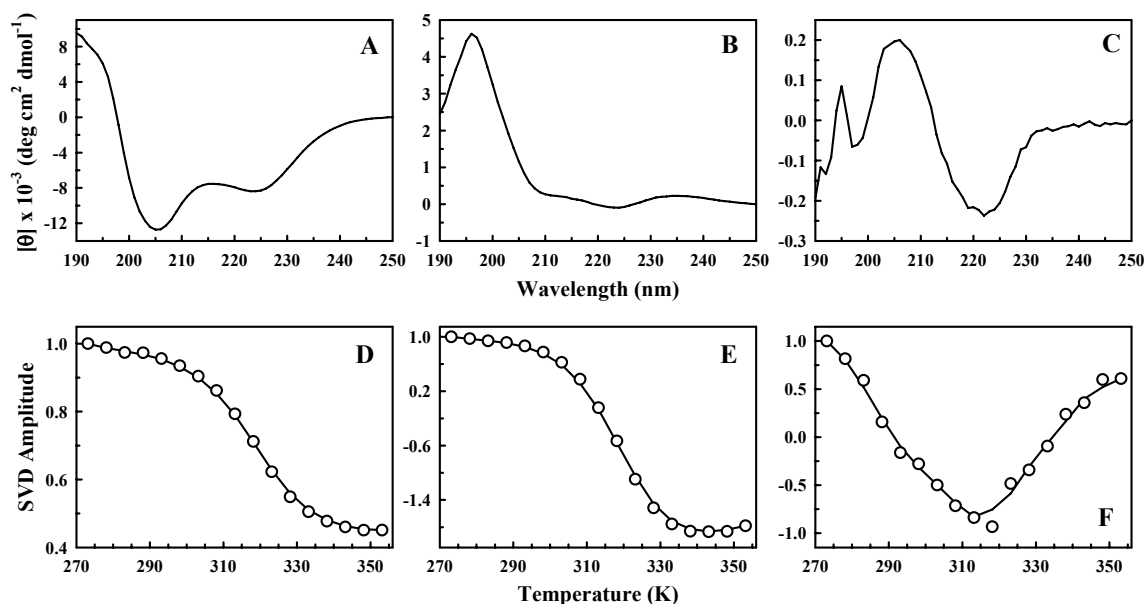 A
B
C
[θ] x 10⁻³ (deg cm² dmol⁻¹)
8 4 0 -4 -8 -12
5 4 3 2 1 0 -1
0.2 0.1 0.0 -0.1 -0.2 -0.3
190 200 210 220 230 240 250
190 200 210 220 230 240 250
190 200 210 220 230 240 250
Wavelength (nm)
D
E
F
SVD Amplitude
1.0 0.8 0.6 0.4
1.0 0.2 -0.6 -1.4
1.0 0.5 0.0 -0.5 -1.0
270 290 310 330 350
270 290 310 330 350
270 290 310 330 350
Temperature (K)